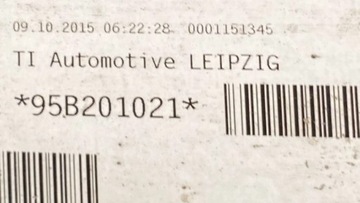 09.10.2015 06:22:28 0001151345
TI Automotive LEIPZIG
*95B201021*